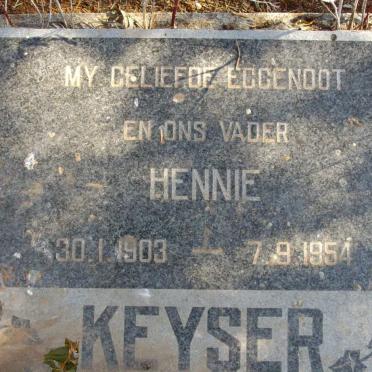 MY GELIEFDE EGGENOOT
EN ONS VADER
HENNIE
30.1.1903 — 7.9.1954
KEYSER